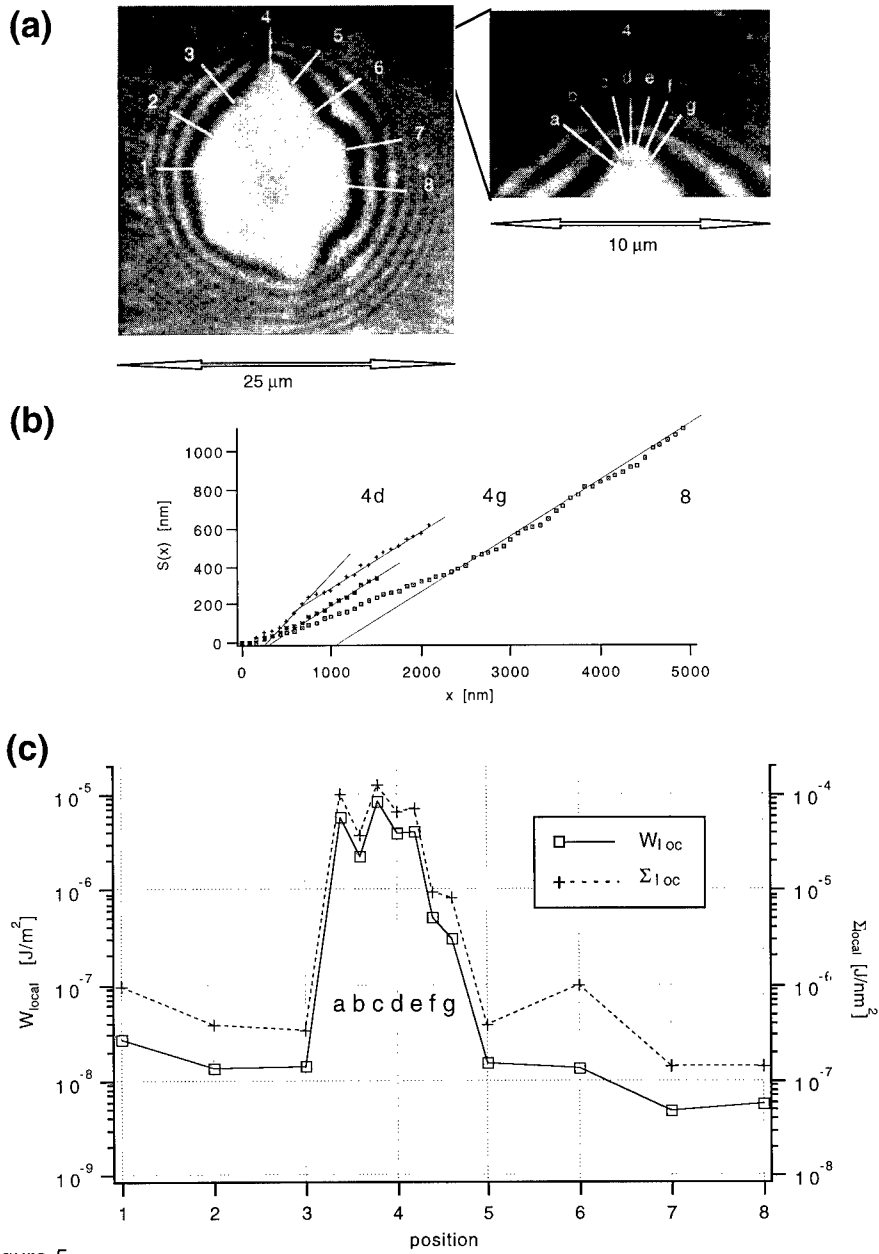 (a)
4
3
5
2
6
7
1
8
25 µm
4
a b c d e f g
10 µm
(b)
S(x) [nm]
1000
800
600
400
200
0
4d
4g
8
0 1000 2000 3000 4000 5000
x [nm]
(c)
W_local [J/m²]
10⁻⁵
10⁻⁶
10⁻⁷
10⁻⁸
10⁻⁹
W_loc
Σ_loc
a b c d e f g
10⁻⁴
10⁻⁵
10⁻⁶
10⁻⁷
10⁻⁸
Σ_local [J/nm²]
1 2 3 4 5 6 7 8
position